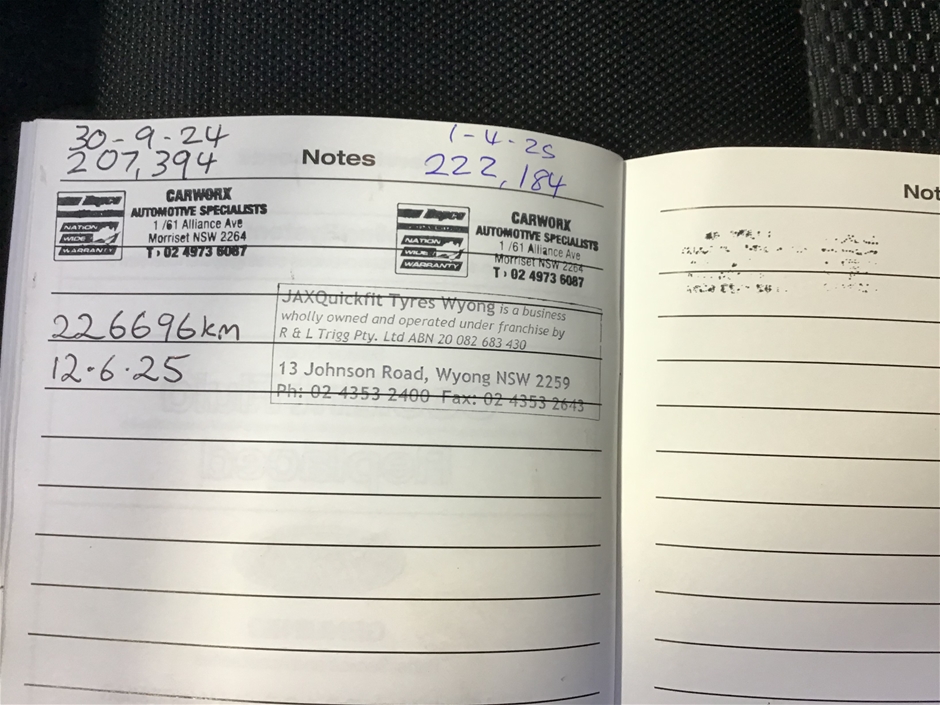 30-9-24
207,394
Notes
1-4-25
222,184
CARWORX
AUTOMOTIVE SPECIALISTS
1/61 Alliance Ave
Morriset NSW 2264
T› 02 4973 6087
NATION
WIDE
WARRANTY
CARWORX
AUTOMOTIVE SPECIALISTS
1/61 Alliance Ave
Morriset NSW 2264
T› 02 4973 6087
NATION
WIDE
WARRANTY
226696km
12.6.25
JAXQuickfit Tyres Wyong is a business
wholly owned and operated under franchise by
R & L Trigg Pty. Ltd ABN 20 082 683 430
13 Johnson Road, Wyong NSW 2259
Ph: 02 4353 2400 Fax: 02 4353 2643
Not